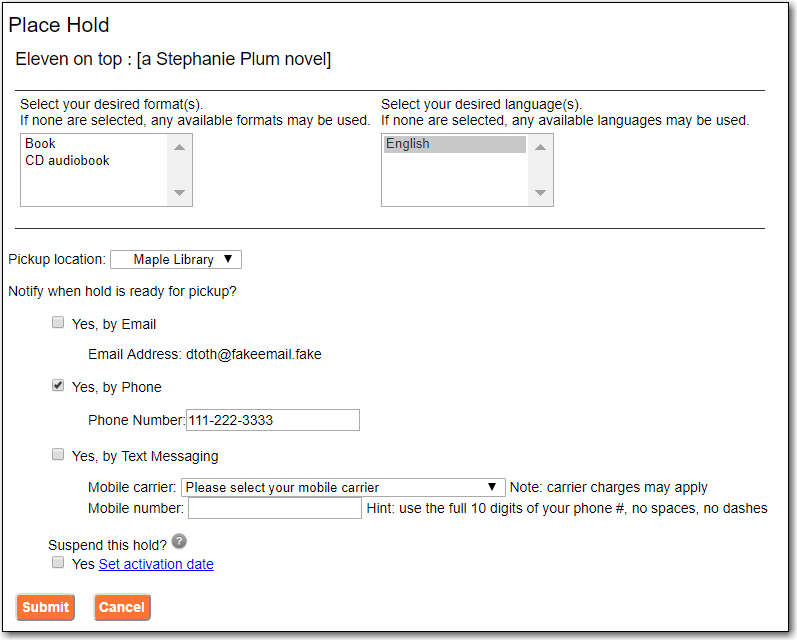 Place Hold
Eleven on top : [a Stephanie Plum novel]
Select your desired format(s).
If none are selected, any available formats may be used.
Book
CD audiobook
Select your desired language(s).
If none are selected, any available languages may be used.
English
Pickup location: Maple Library
Notify when hold is ready for pickup?
Yes, by Email
Email Address: dtoth@fakeemail.fake
Yes, by Phone
Phone Number: 111-222-3333
Yes, by Text Messaging
Mobile carrier: Please select your mobile carrier Note: carrier charges may apply
Mobile number: Hint: use the full 10 digits of your phone #, no spaces, no dashes
Suspend this hold? ?
Yes Set activation date
Submit Cancel